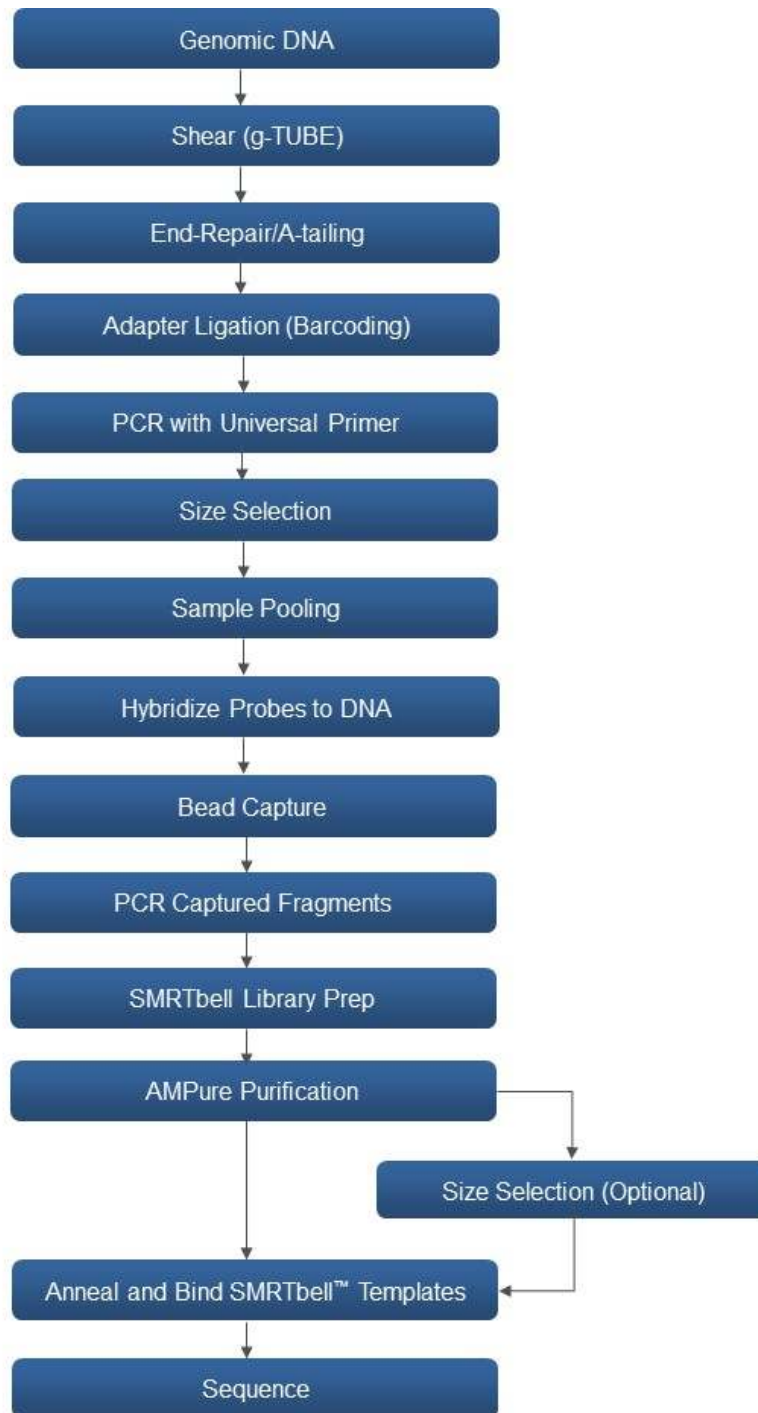 Genomic DNA
Shear (g-TUBE)
End-Repair/A-tailing
Adapter Ligation (Barcoding)
PCR with Universal Primer
Size Selection
Sample Pooling
Hybridize Probes to DNA
Bead Capture
PCR Captured Fragments
SMRTbell Library Prep
AMPure Purification
Size Selection (Optional)
Anneal and Bind SMRTbell™ Templates
Sequence